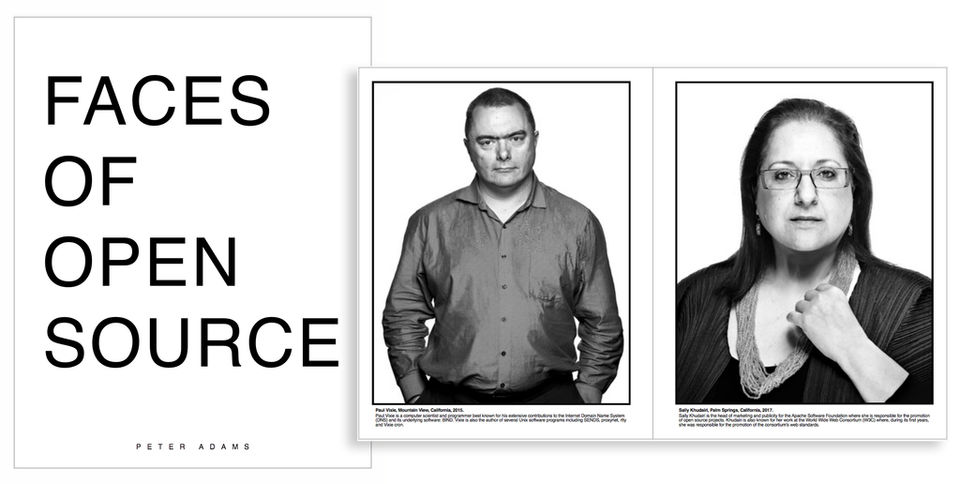 FACES
OF
OPEN
SOURCE
PETER ADAMS
Paul Vixie, Mountain View, California, 2015.
Paul Vixie is a computer scientist and programmer best known for his extensive contributions to the Internet Domain Name System
(DNS) and its underlying software: BIND. Vixie is also the author of several Unix software programs including SENDS, proxynet, rtty
and Vixie cron.
Sally Khudairi, Palm Springs, California, 2017.
Sally Khudairi is the head of marketing and publicity for the Apache Software Foundation where she is responsible for the promotion
of open source projects. Khudairi is also known for her work at the World Wide Web Consortium (W3C) where, during its first years,
she was responsible for the promotion of the consortium's web standards.